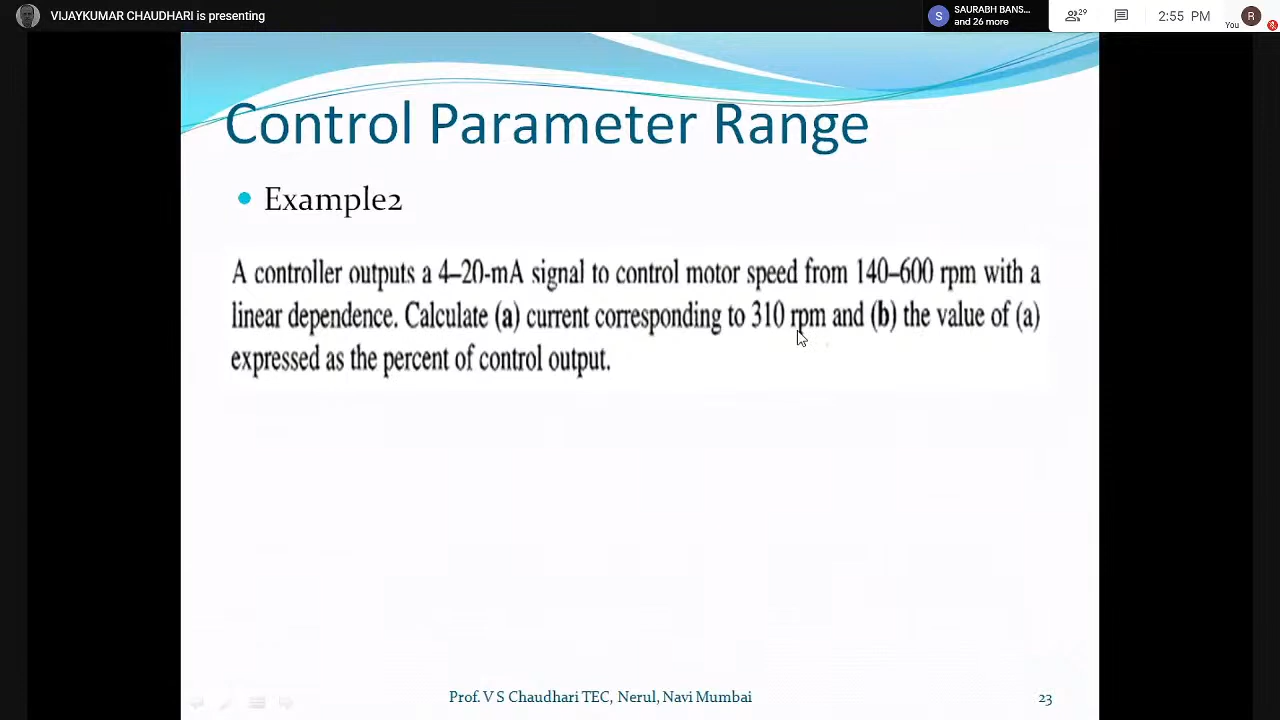 VIJAYKUMAR CHAUDHARI is presenting
S
SAURABH BANS...
and 26 more
29
2:55 PM
You
R
Control Parameter Range
Example2
A controller outputs a 4–20-mA signal to control motor speed from 140–600 rpm with a
linear dependence. Calculate (a) current corresponding to 310 rpm and (b) the value of (a)
expressed as the percent of control output.
Prof. V S Chaudhari TEC, Nerul, Navi Mumbai
23